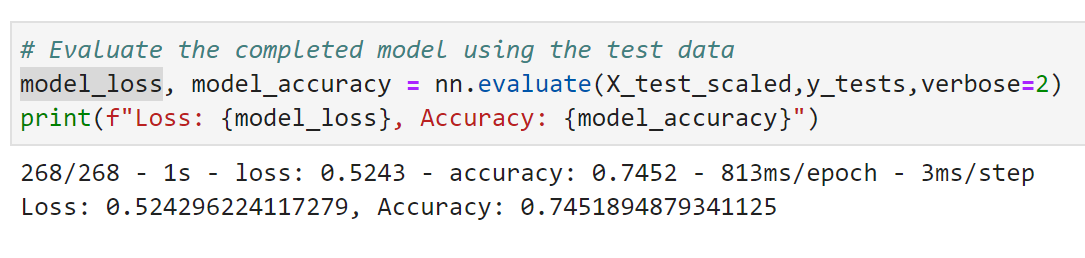 # Evaluate the completed model using the test data
model_loss, model_accuracy = nn.evaluate(X_test_scaled,y_tests,verbose=2)
print(f"Loss: {model_loss}, Accuracy: {model_accuracy}")
268/268 - 1s - loss: 0.5243 - accuracy: 0.7452 - 813ms/epoch - 3ms/step
Loss: 0.524296224117279, Accuracy: 0.7451894879341125